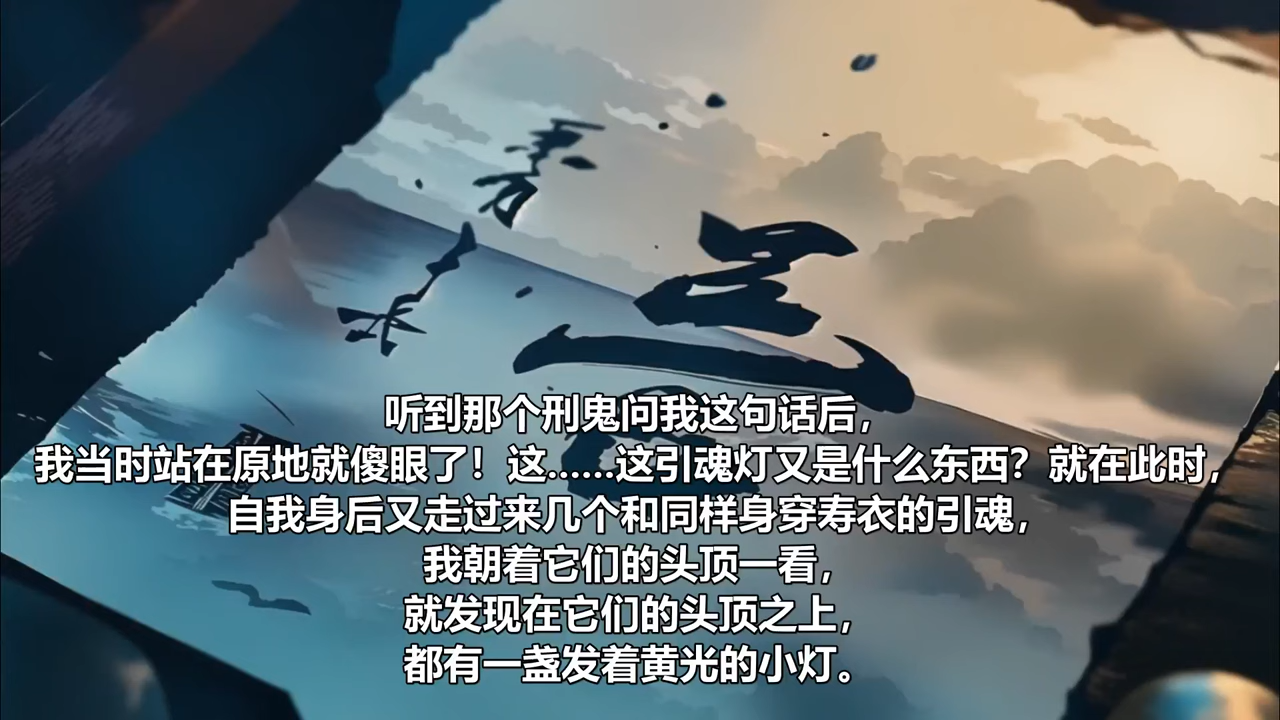 听到那个刑鬼问我这句话后，
我当时站在原地就傻眼了！这……这引魂灯又是什么东西？就在此时，
自我身后又走过来几个和同样身穿寿衣的引魂，
我朝着它们的头顶一看，
就发现在它们的头顶之上，
都有一盏发着黄光的小灯。